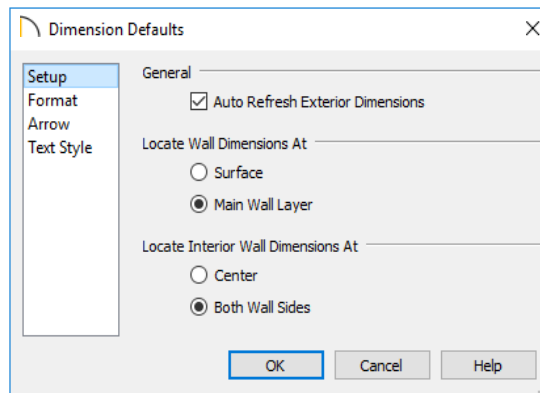 Dimension Defaults
Setup
Format
Arrow
Text Style
General
Auto Refresh Exterior Dimensions
Locate Wall Dimensions At
Surface
Main Wall Layer
Locate Interior Wall Dimensions At
Center
Both Wall Sides
OK
Cancel
Help